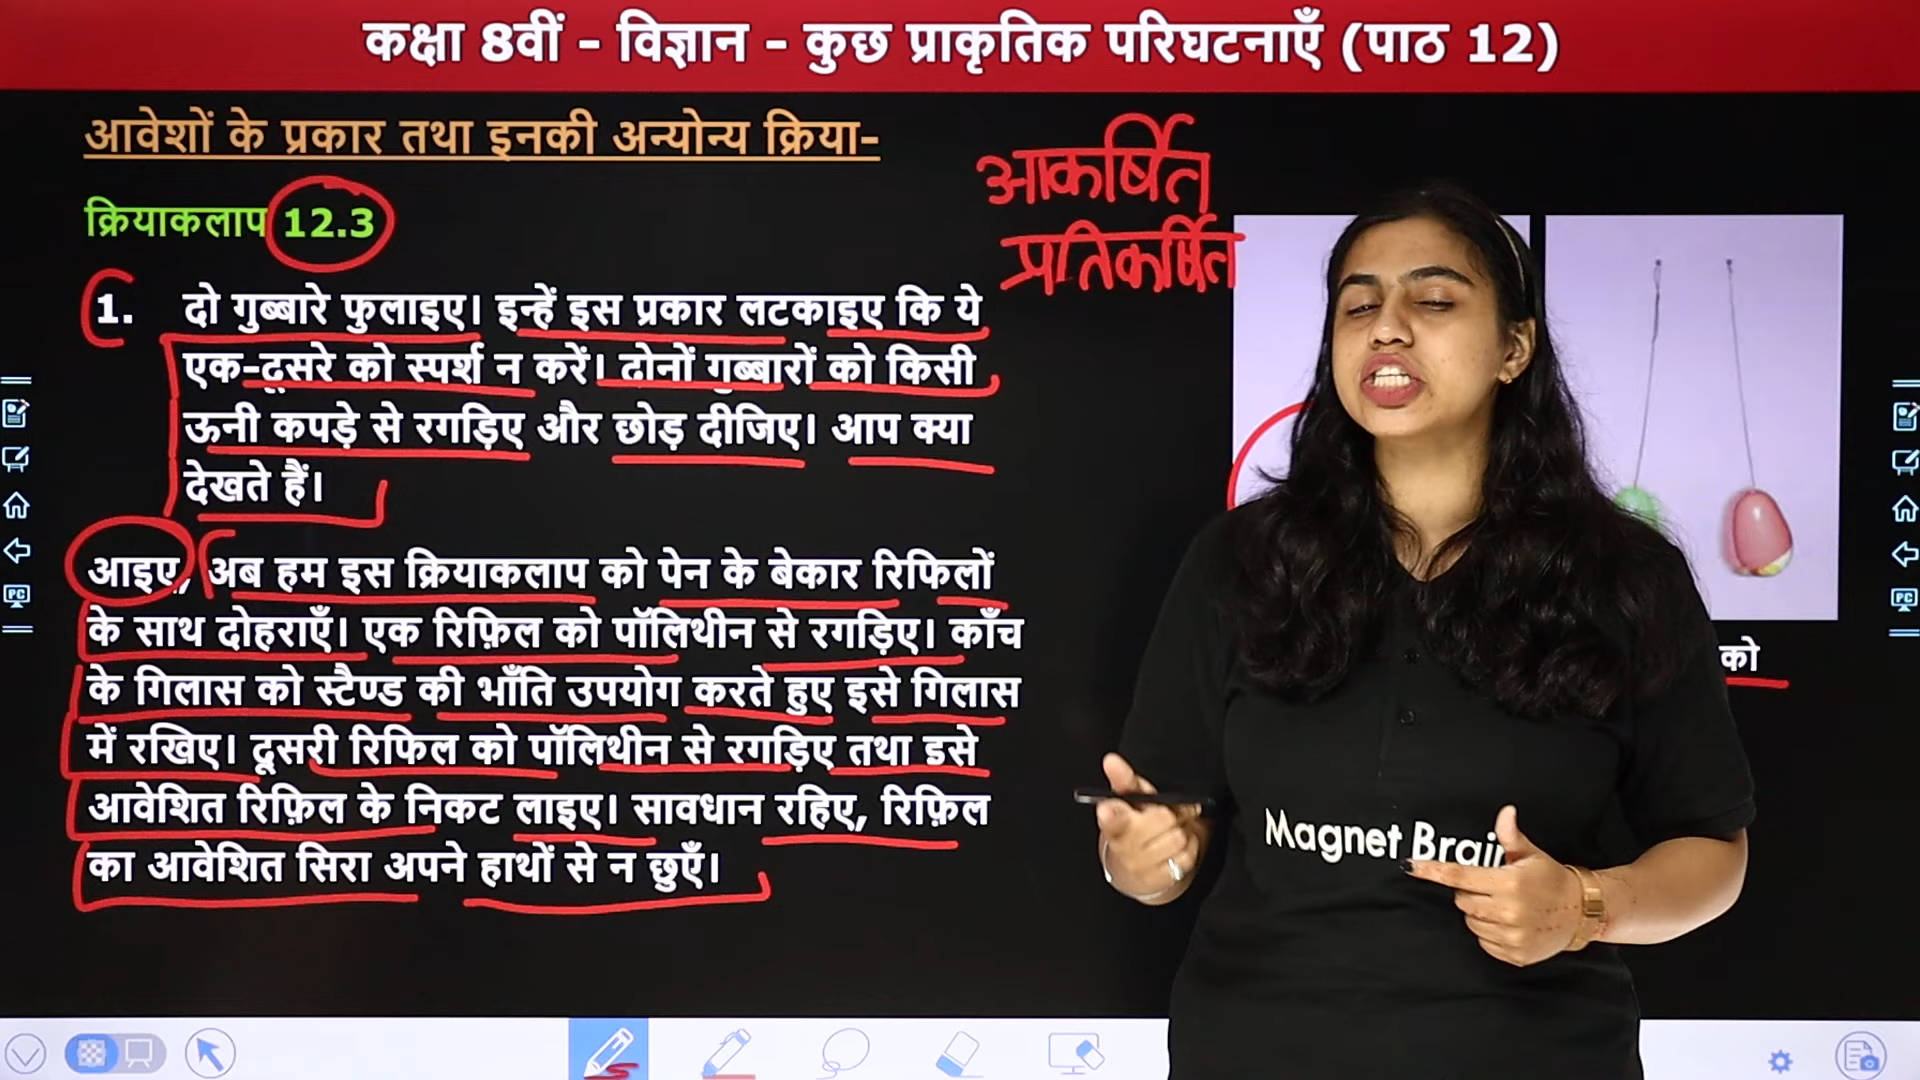 कक्षा 8वीं - विज्ञान - कुछ प्राकृतिक परिघटनाएँ (पाठ 12)
आवेशों के प्रकार तथा इनकी अन्योन्य क्रिया-
आकर्षित
प्रतिकर्षित
क्रियाकलाप 12.3
1. दो गुब्बारे फुलाइए। इन्हें इस प्रकार लटकाइए कि ये
एक-दूसरे को स्पर्श न करें। दोनों गुब्बारों को किसी
ऊनी कपड़े से रगड़िए और छोड़ दीजिए। आप क्या
देखते हैं।
आइए, अब हम इस क्रियाकलाप को पेन के बेकार रिफिलों
के साथ दोहराएँ। एक रिफ़िल को पॉलिथीन से रगड़िए। काँच
के गिलास को स्टैण्ड की भाँति उपयोग करते हुए इसे गिलास
में रखिए। दूसरी रिफिल को पॉलिथीन से रगड़िए तथा इसे
आवेशित रिफ़िल के निकट लाइए। सावधान रहिए, रिफ़िल
का आवेशित सिरा अपने हाथों से न छुएँ।
को
Magnet Brain
PC
PC